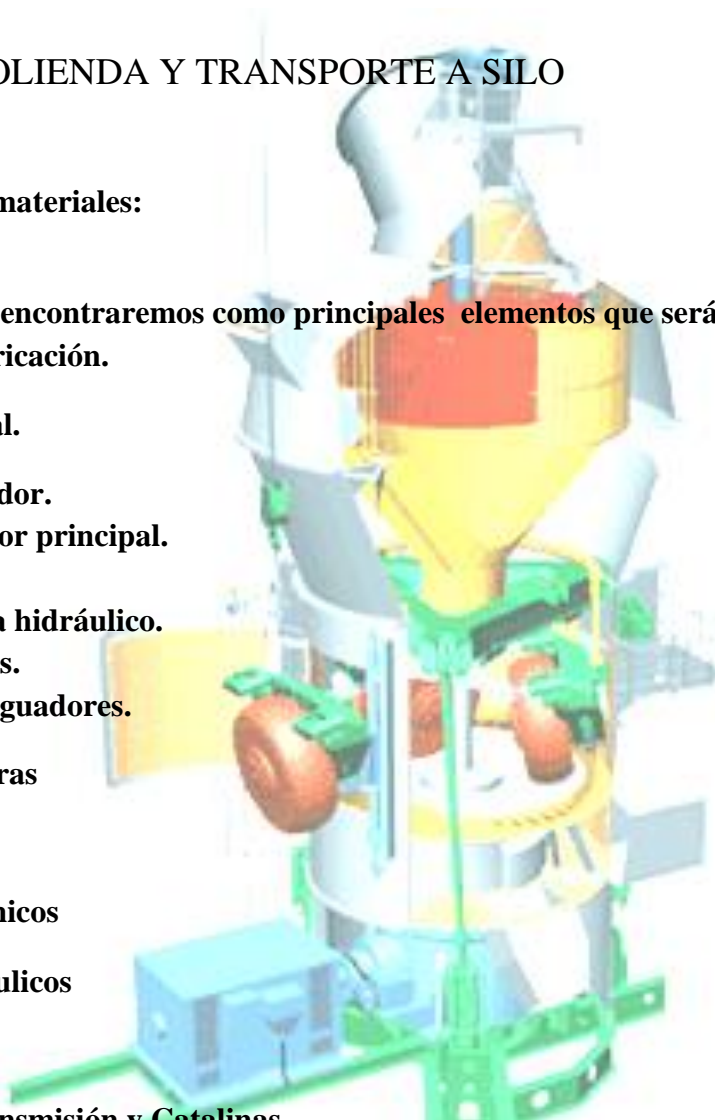 OLIENDA Y TRANSPORTE A SILO
materiales:
encontraremos como principales elementos que será
ricación.
al.
dor.
or principal.
a hidráulico.
s.
guadores.
ras
nicos
ulicos
nsmisión y Catalinas